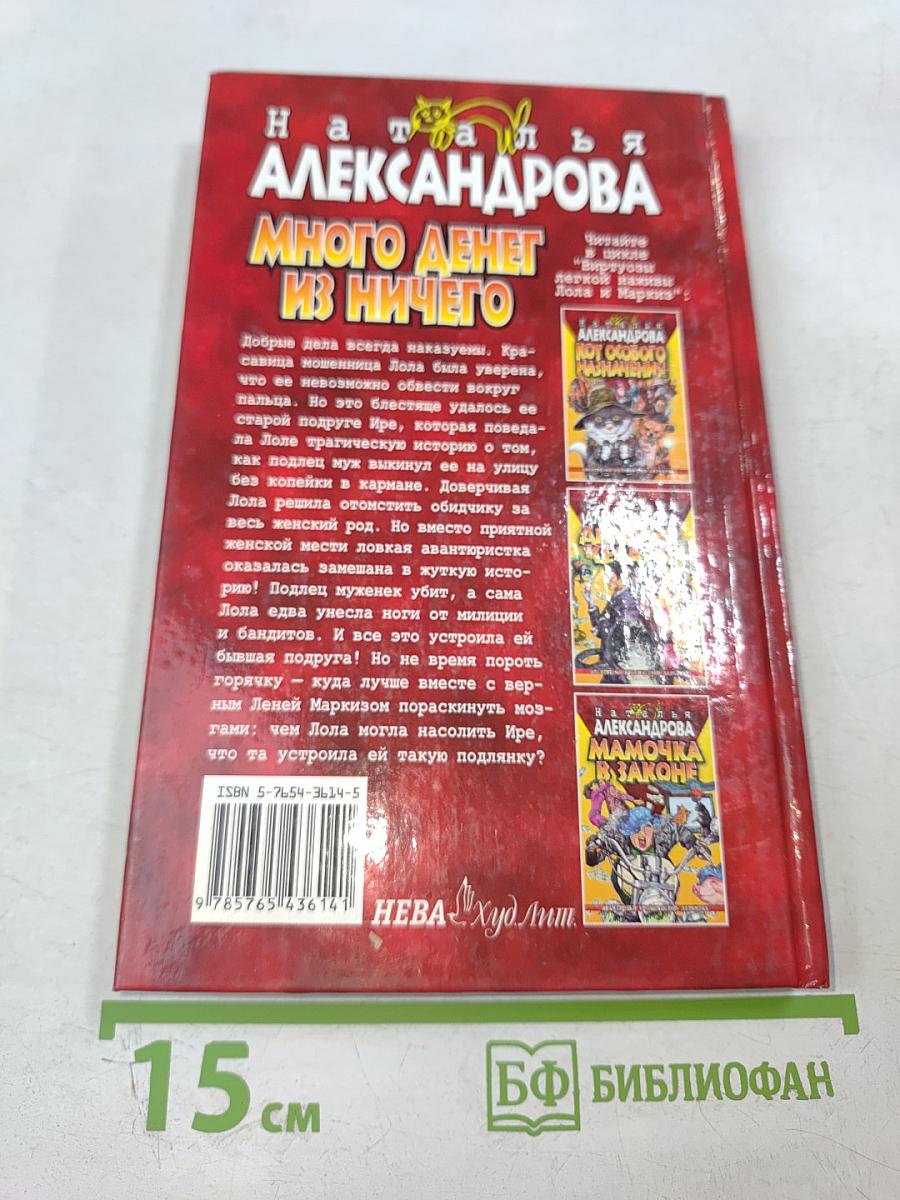 Наталья
АЛЕКСАНДРОВА
МНОГО ДЕНЕГ
ИЗ НИЧЕГО
Добрые дела всегда наказуемы. Кра-
савица мошенница Лола была уверена,
что ее невозможно обвести вокруг
пальца. Но это блестяще удалось ее
старой подруге Ире, которая поведа-
ла Лоле трагическую историю о том,
как подлец муж выкинул ее на улицу
без копейки в кармане. Доверчивая
Лола решила отомстить обидчику за
весь женский род. Но вместо приятной
женской мести ловкая авантюристка
оказалась замешана в жуткую исто-
рию! Подлец муженек убит, а сама
Лола едва унесла ноги от милиции
и бандитов. И все это устроила ей
бывшая подруга! Но не время пороть
горячку — куда лучше вместе с вер-
ным Леней Маркизом пораскинуть моз-
гами: чем Лола могла насолить Ире,
что та устроила ей такую подлянку?
Читайте
в цикле
"Виртуозы
легкой наживы
Лола и Маркиз":
Наталья
АЛЕКСАНДРОВА
КОТ ОСОБОГО
НАЗНАЧЕНИЯ
Наталья
АЛЕКСАНДРОВА
МАМОЧКА
В ЗАКОНЕ
ISBN 5-7654-3614-5
9 785765 436141
НЕВА
Худ Лит.
15 см
БФ
БИБЛИОФАН